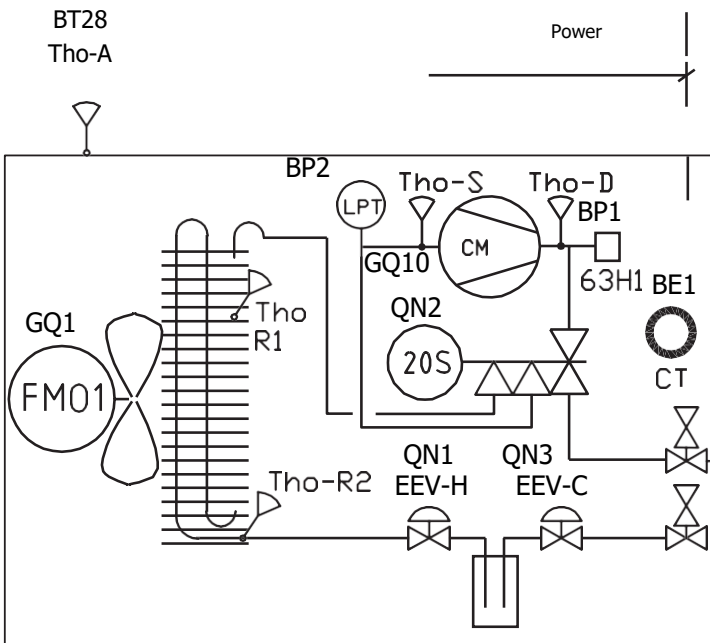 BT28
Tho-A
Power
BP2
LPT
Tho-S
Tho-D
BP1
CM
GQ10
63H1
BE1
CT
GQ1
FM01
Tho
R1
QN2
20S
Tho-R2
QN1
EEV-H
QN3
EEV-C